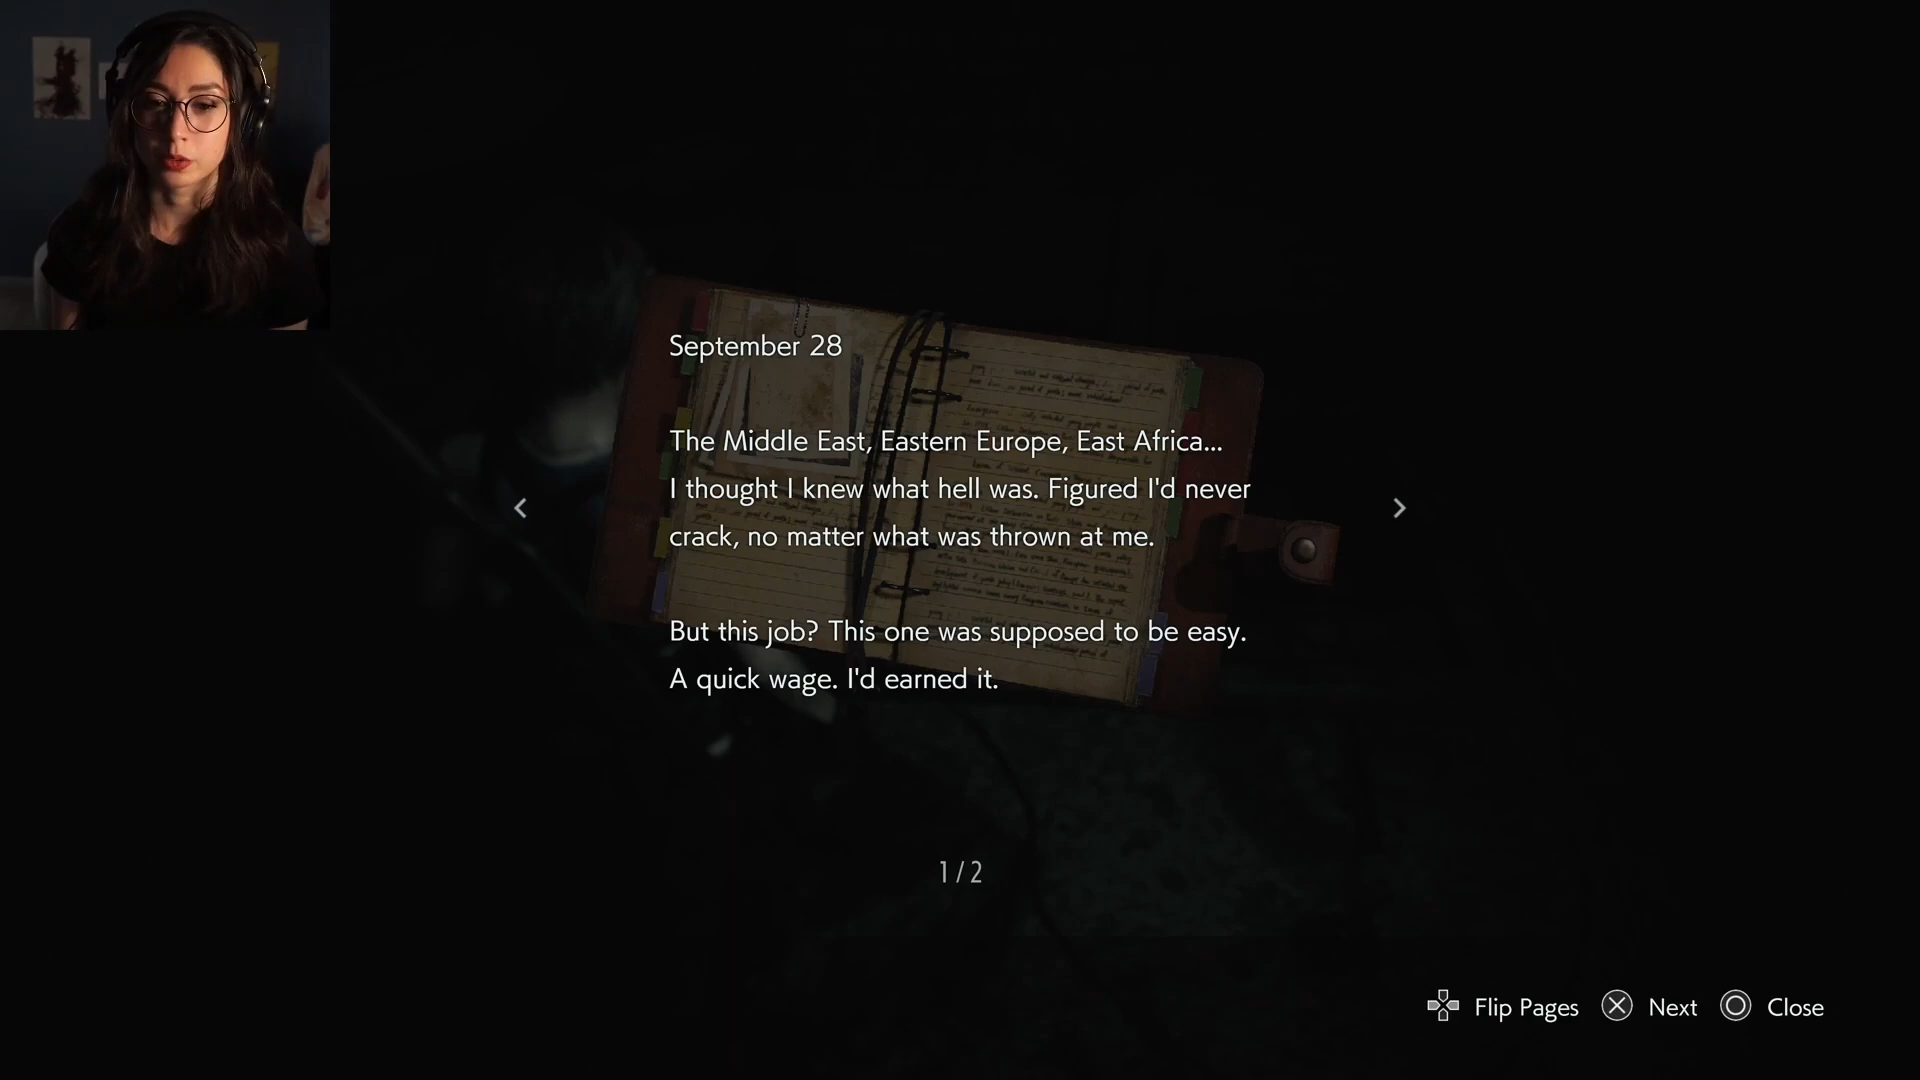 September 28
The Middle East, Eastern Europe, East Africa...
I thought I knew what hell was. Figured I'd never
crack, no matter what was thrown at me.
But this job? This one was supposed to be easy.
A quick wage. I'd earned it.
1 / 2
Flip Pages Next Close